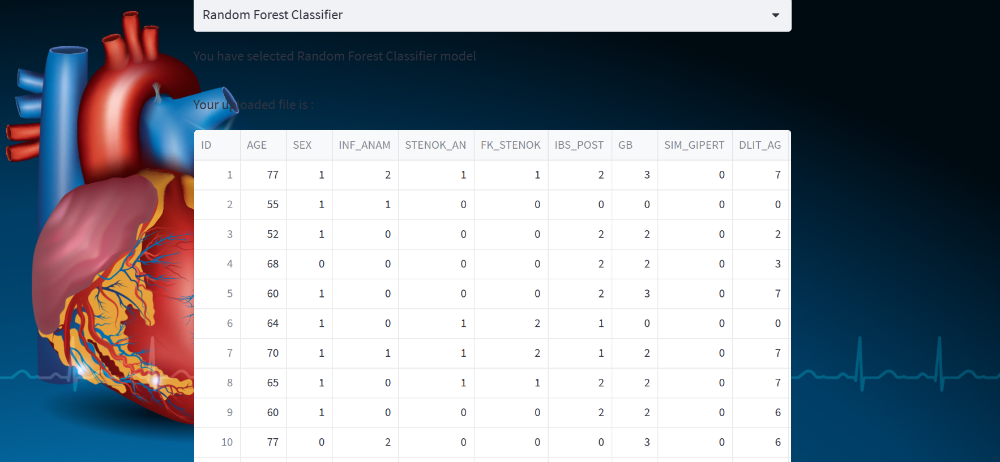 Random Forest Classifier
You have selected Random Forest Classifier model
Your uploaded file is :
ID AGE SEX INF_ANAM STENOK_AN FK_STENOK IBS_POST GB SIM_GIPERT DLIT_AG
1 77 1 2 1 1 2 3 0 7
2 55 1 1 0 0 0 0 0 0
3 52 1 0 0 0 2 2 0 2
4 68 0 0 0 0 2 2 0 3
5 60 1 0 0 0 2 3 0 7
6 64 1 0 1 2 1 0 0 0
7 70 1 1 1 2 1 2 0 7
8 65 1 0 1 1 2 2 0 7
9 60 1 0 0 0 2 2 0 6
10 77 0 2 0 0 0 3 0 6